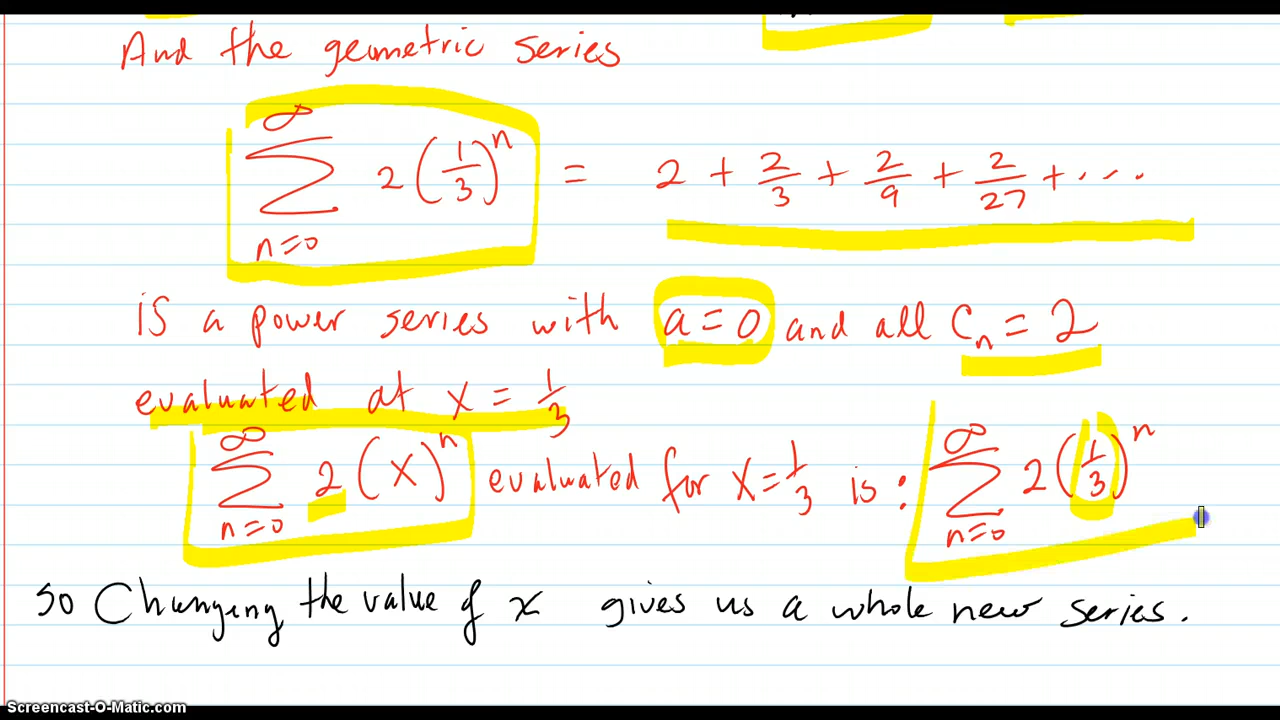 And the geometric series
∞
∑ 2(1/3)^n = 2 + 2/3 + 2/9 + 2/27 + ...
n=0
is a power series with a = 0 and all Cn = 2
evaluated at x = 1/3
∞ ∞
∑ 2(x)^n evaluated for x = 1/3 is: ∑ 2(1/3)^n
n=0 n=0
So Changing the value of x gives us a whole new series.
Screencast-O-Matic.com